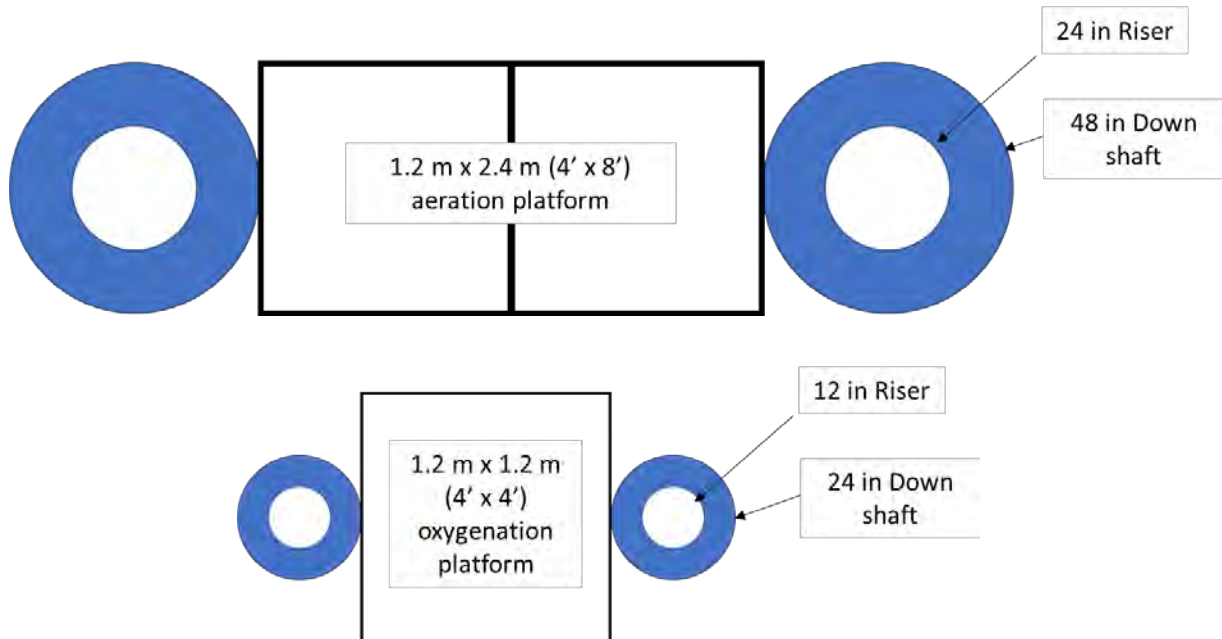 24 in Riser
48 in Down
shaft
1.2 m x 2.4 m (4’ x 8’)
aeration platform
12 in Riser
1.2 m x 1.2 m
(4’ x 4’)
oxygenation
platform
24 in Down
shaft